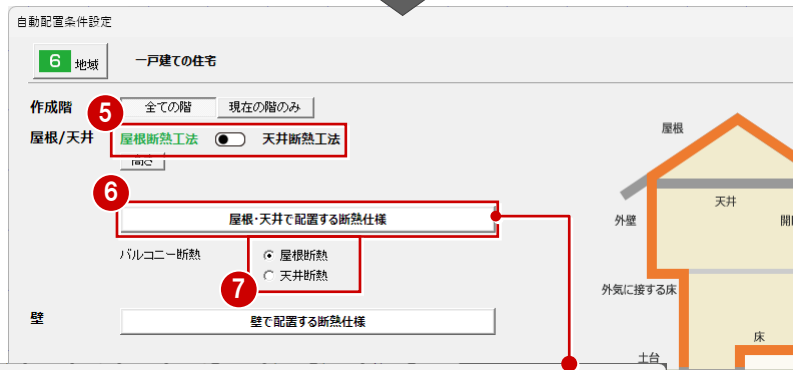 自動配置条件設定
6 地域 一戸建ての住宅
作成階 全ての階 現在の階のみ
5
屋根/天井 屋根断熱工法 天井断熱工法
高さ
6
屋根・天井で配置する断熱仕様
バルコニー断熱 屋根断熱
天井断熱
7
壁 壁で配置する断熱仕様
屋根
天井
外壁
外気に接する床
床
土台